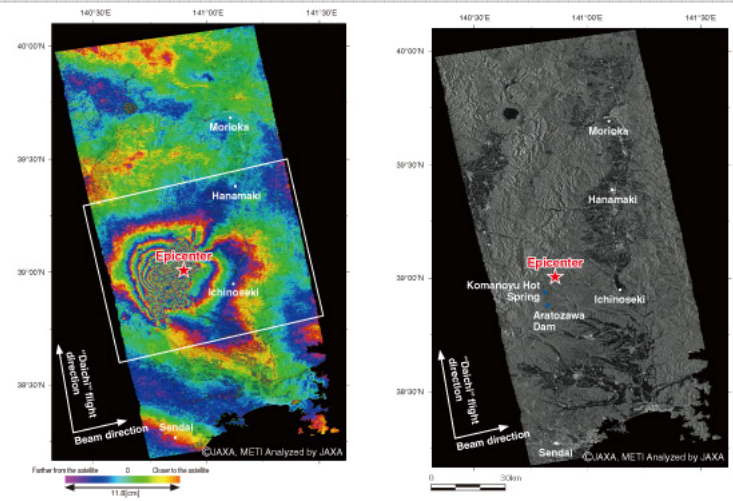 140°30'E
141°00'E
141°30'E
40°00'N
Morioka
39°30'N
Hanamaki
Epicenter
39°00'N
Ichinoseki
"Daichi" flight
direction
38°30'N
Beam direction
Sendai
©JAXA, METI Analyzed by JAXA
Farther from the satellite
0
Closer to the satellite
11.8[cm]
140°30'E
141°00'E
141°30'E
40°00'N
Morioka
39°30'N
Hanamaki
Epicenter
39°00'N
Komanoyu Hot
Spring
Ichinoseki
Aratozawa
Dam
"Daichi" flight
direction
38°30'N
Beam direction
Sendai
©JAXA, METI Analyzed by JAXA
0
30km